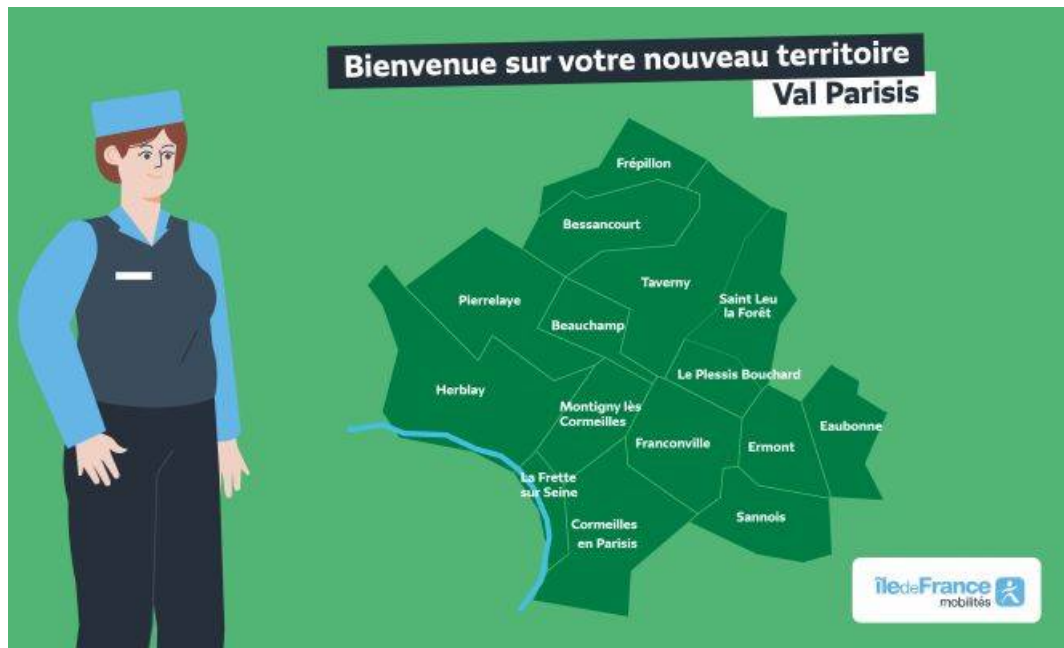 Bienvenue sur votre nouveau territoire
Val Parisis
Frépillon
Bessancourt
Taverny
Saint Leu
la Forêt
Pierrelaye
Beauchamp
Le Plessis Bouchard
Herblay
Montigny lès
Cormeilles
Franconville
Ermont
Eaubonne
La Frette
sur Seine
Cormeilles
en Parisis
Sannois
îledeFrance
mobilités